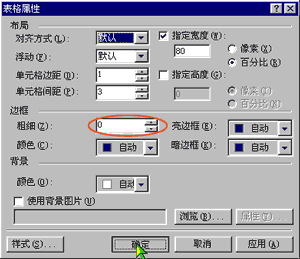 表格属性
布局
对齐方式(L): 默认 指定宽度(W):
浮动(F): 默认 80 像素(X)
百分比(R)
单元格边距(D): 1 指定高度(G):
单元格间距(P): 3 0 像素(I)
百分比(N)
边框
粗细(Z): 0 亮边框(E): 自动
颜色(C): 自动 暗边框(K): 自动
背景
颜色(O): 自动
使用背景图片(U)
浏览(B)... 属性(T)...
样式(S)... 确定 取消 应用(A)